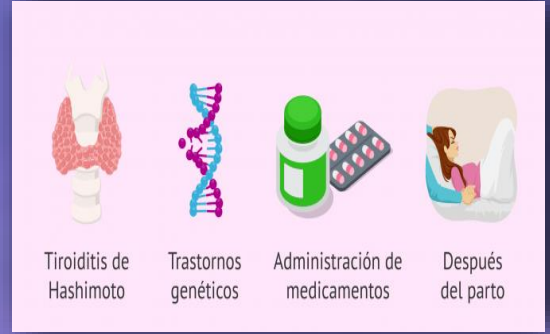 Tiroiditis de
Hashimoto
Trastornos
genéticos
Administración de
medicamentos
Después
del parto